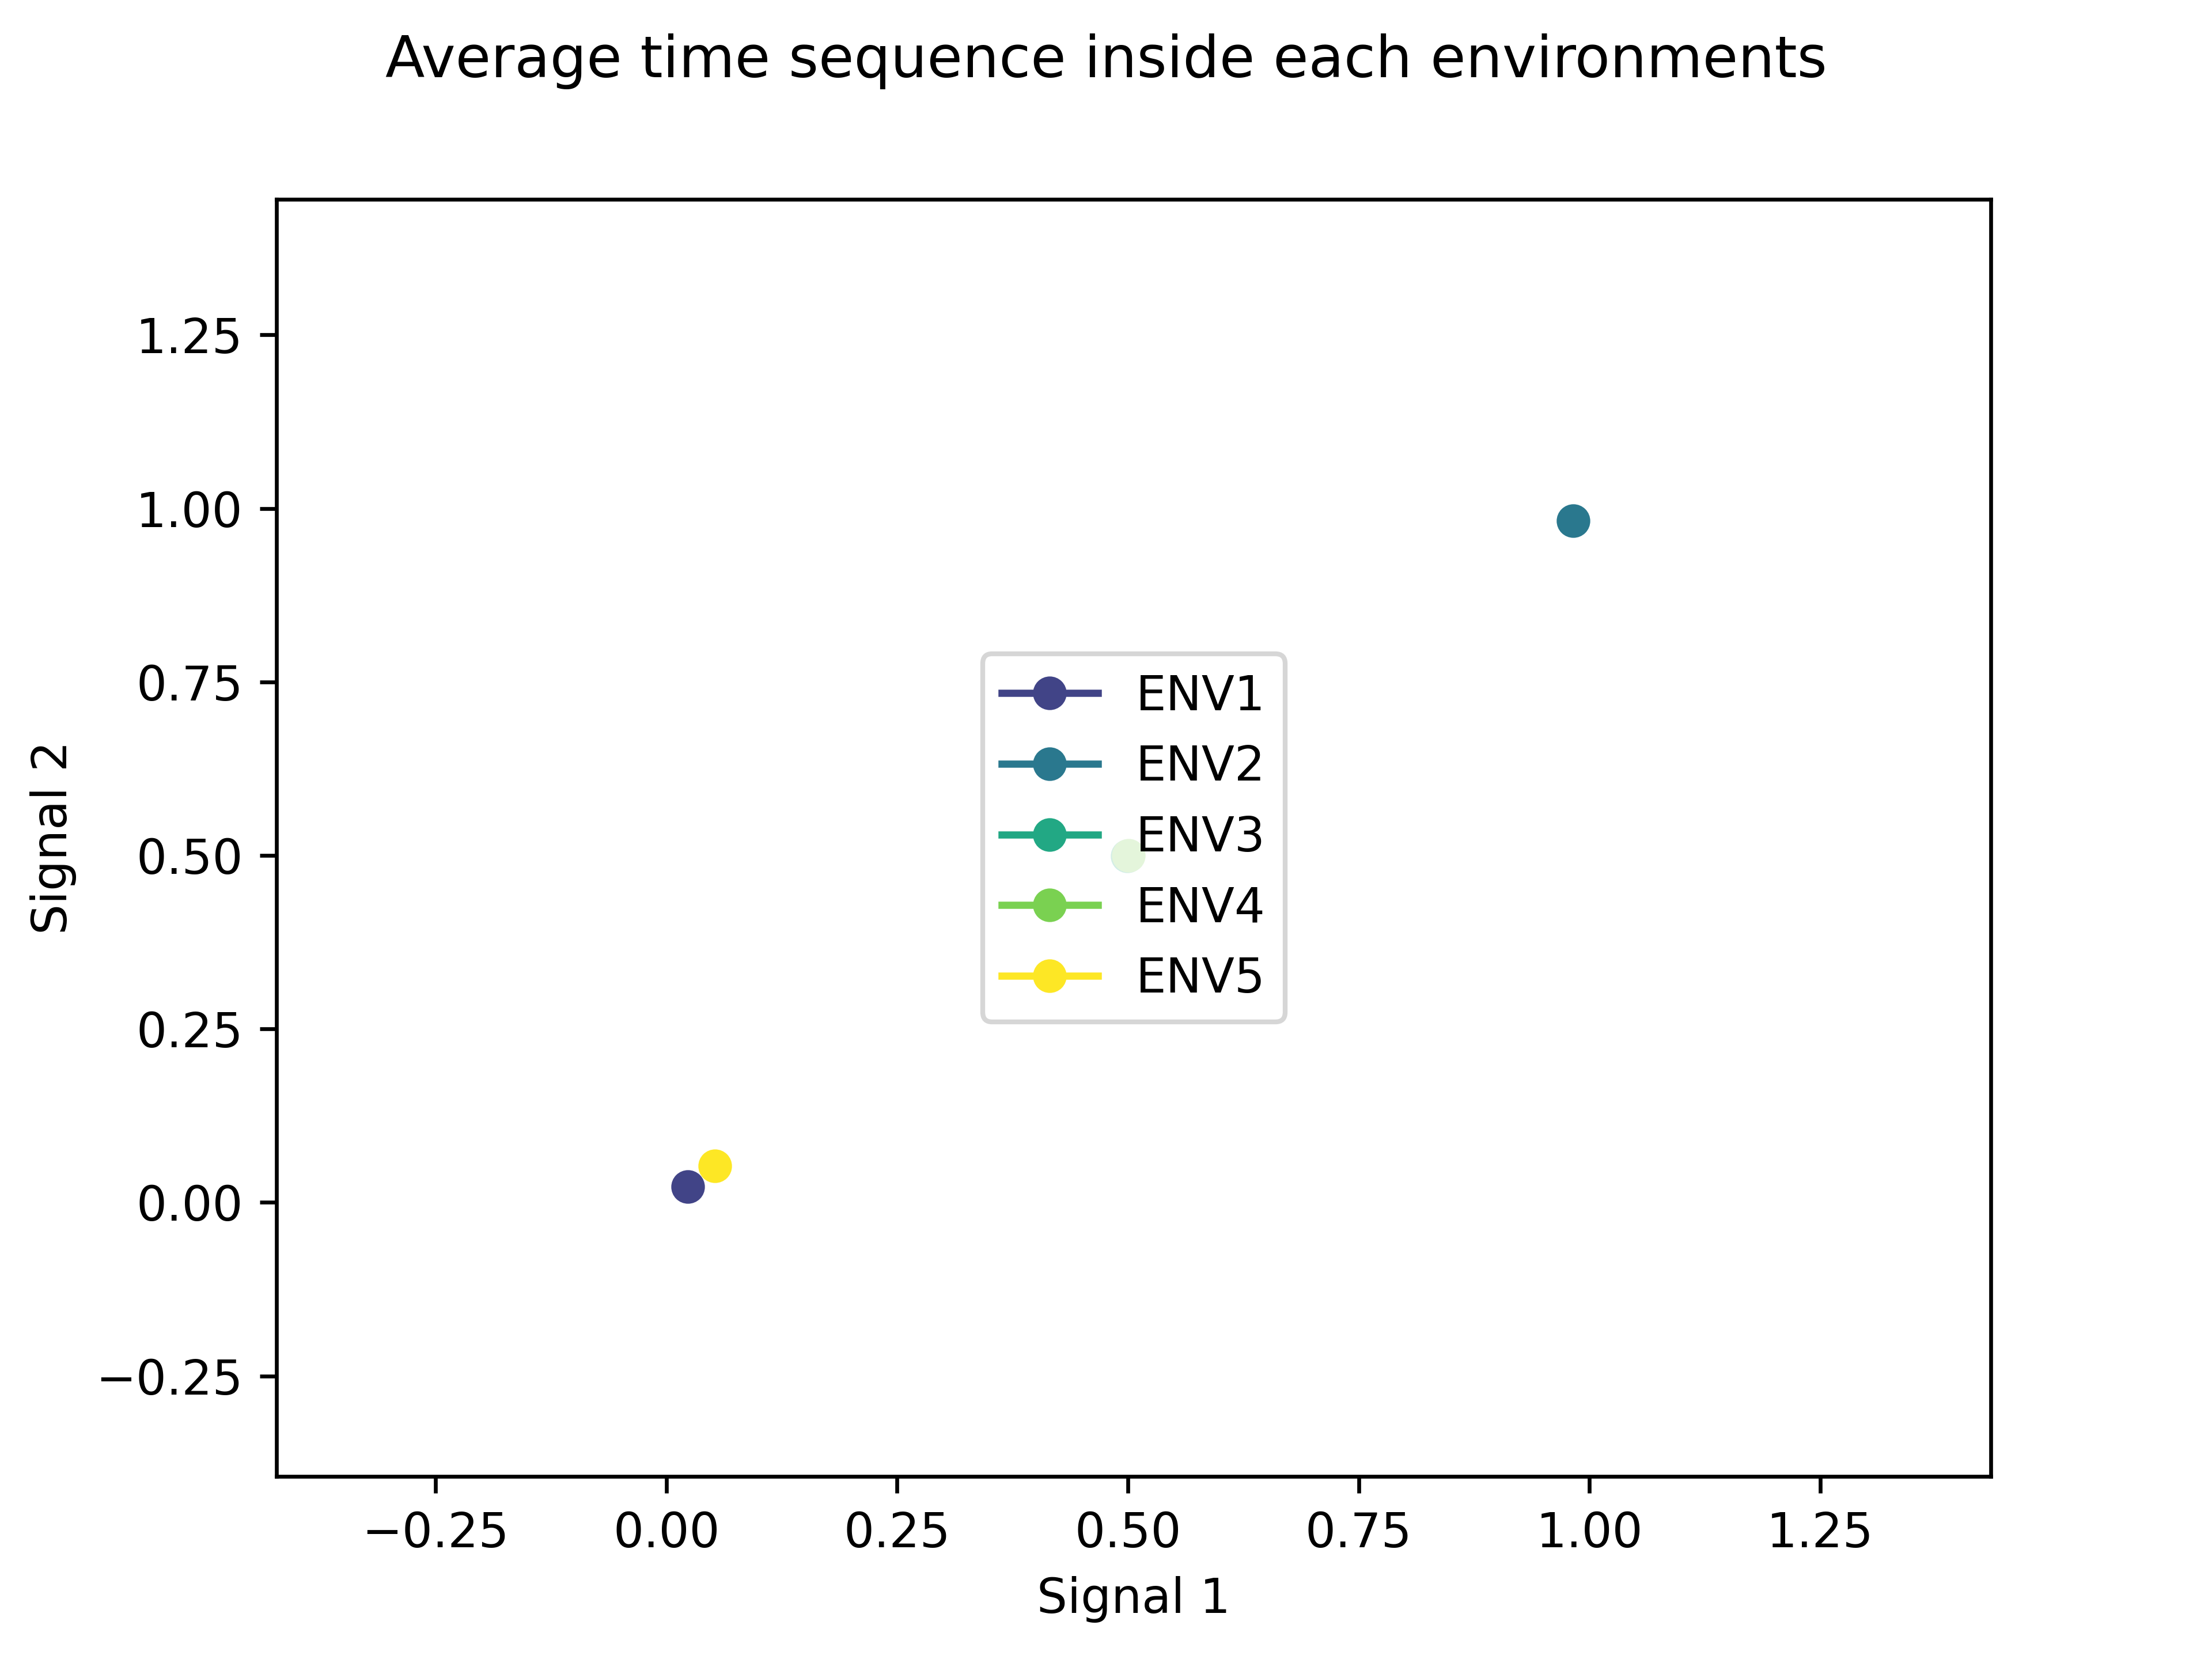 Average time sequence inside each environments
1.25
1.00
0.75
0.50
0.25
0.00
−0.25
Signal 2
ENV1
ENV2
ENV3
ENV4
ENV5
−0.25 0.00 0.25 0.50 0.75 1.00 1.25
Signal 1